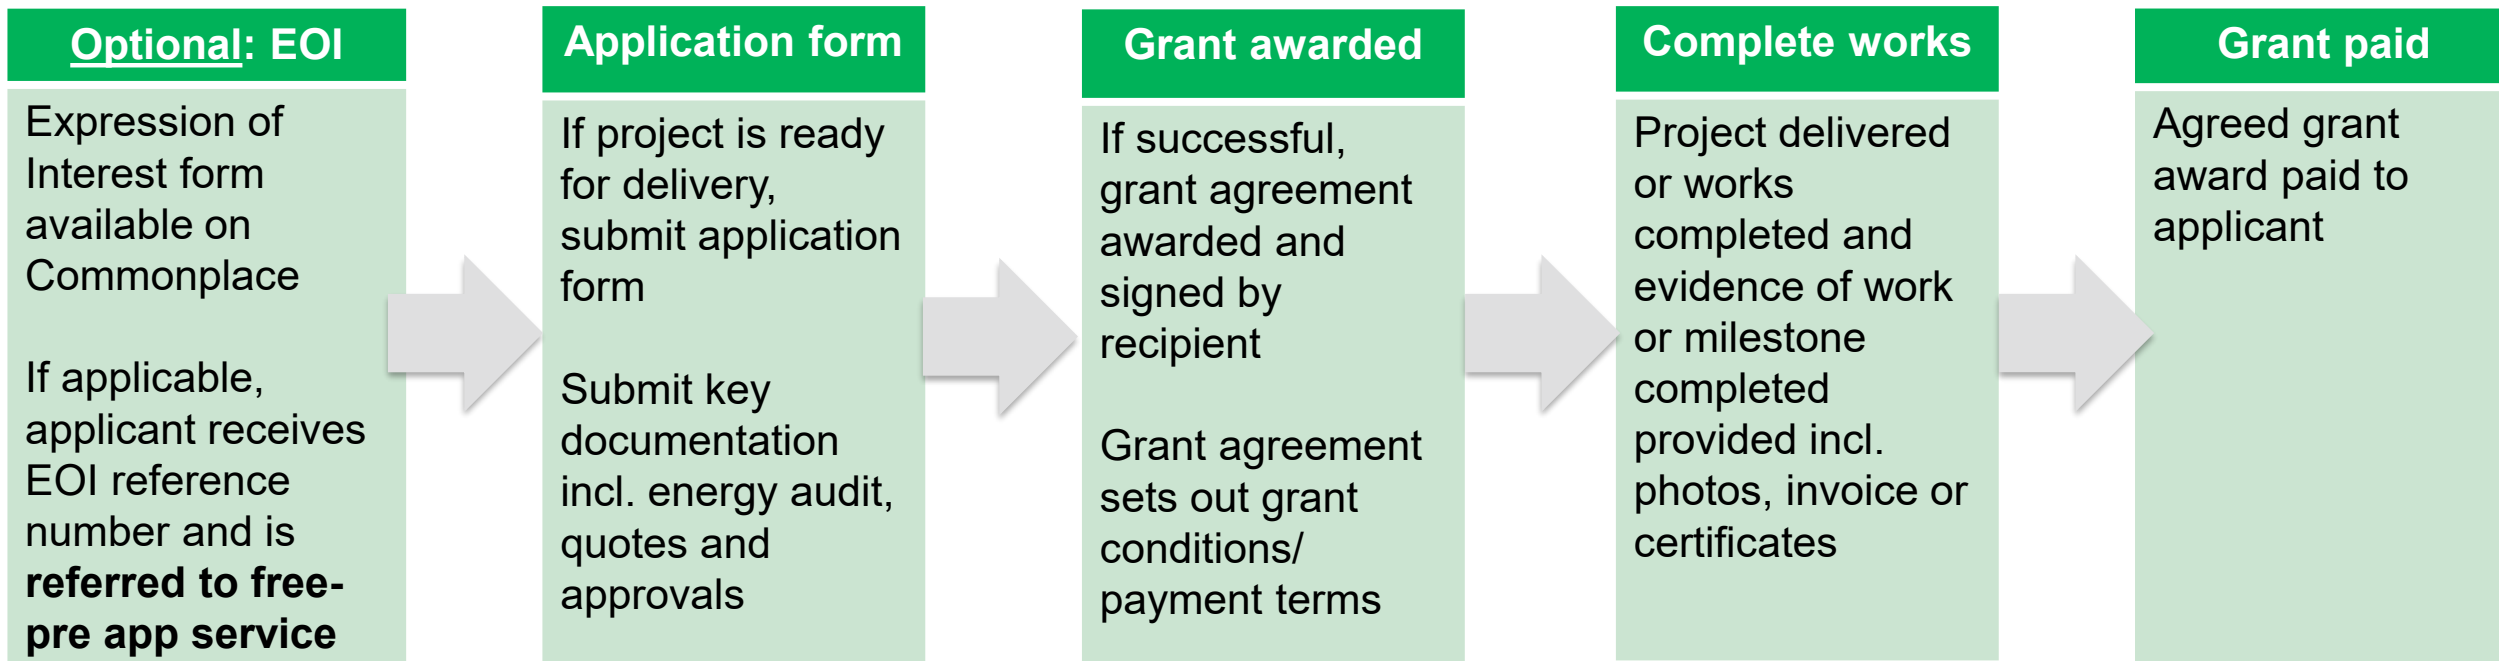 Optional: EOI
Expression of
Interest form
available on
Commonplace
If applicable,
applicant receives
EOI reference
number and is
referred to free-
pre app service
Application form
If project is ready
for delivery,
submit application
form
Submit key
documentation
incl. energy audit,
quotes and
approvals
Grant awarded
If successful,
grant agreement
awarded and
signed by
recipient
Grant agreement
sets out grant
conditions/
payment terms
Complete works
Project delivered
or works
completed and
evidence of work
or milestone
completed
provided incl.
photos, invoice or
certificates
Grant paid
Agreed grant
award paid to
applicant